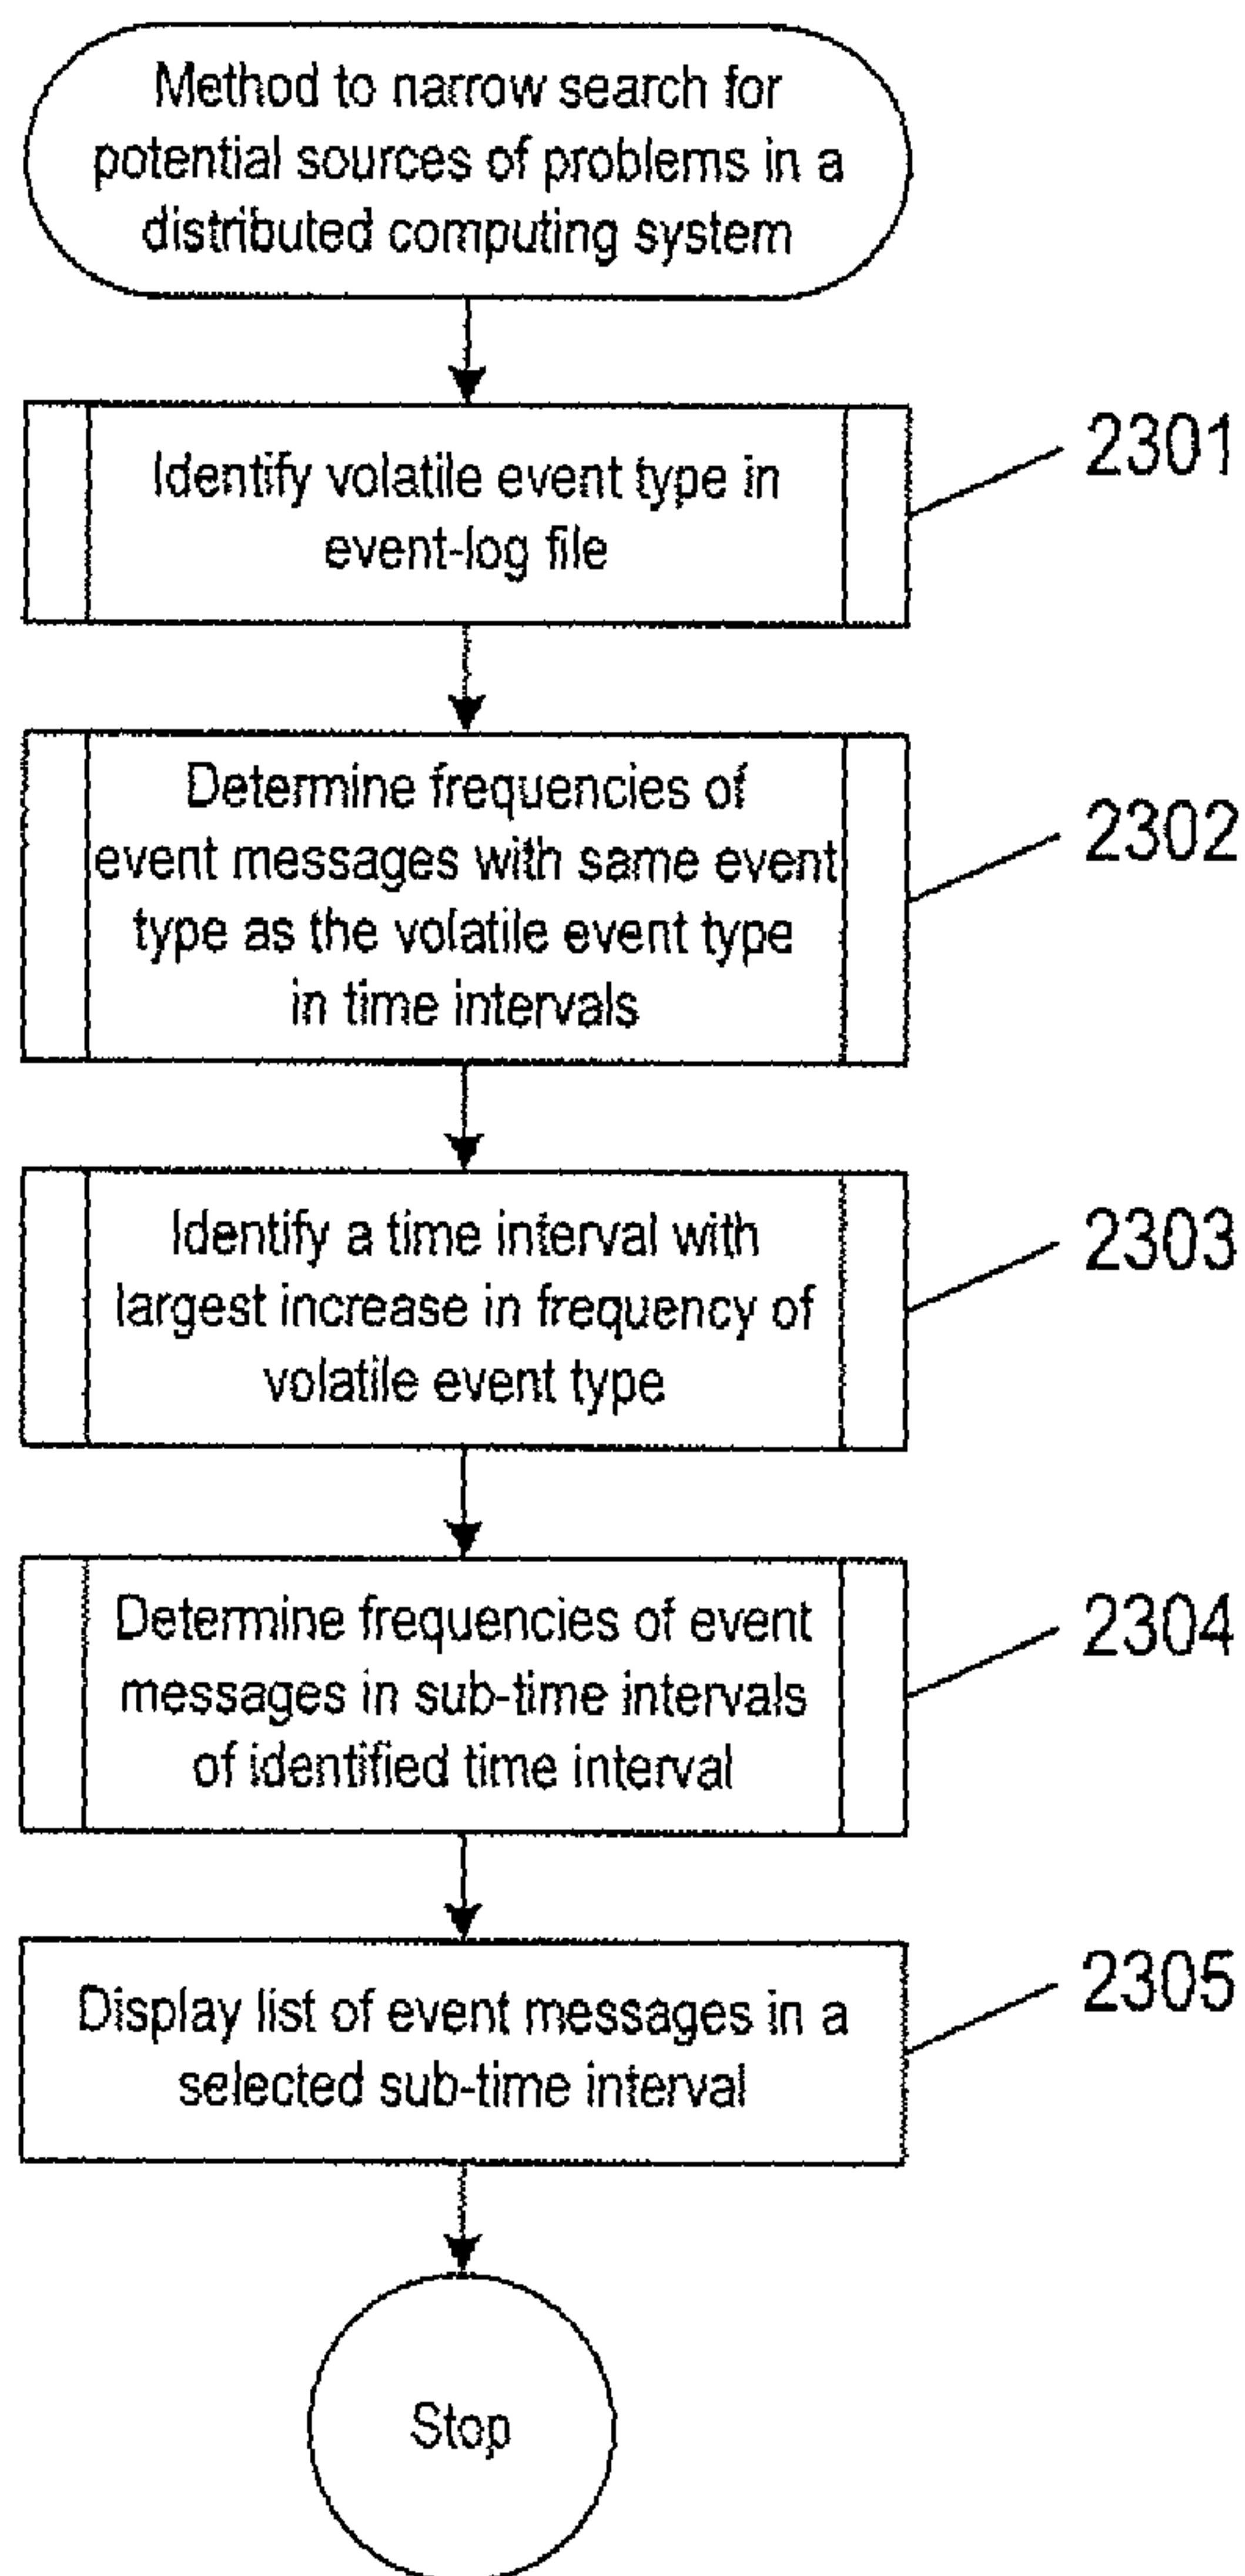 Method to narrow search for
potential sources of problems in a
distributed computing system
Identify volatile event type in
event-log file
2301
Determine frequencies of
event messages with same event
type as the volatile event type
in time intervals
2302
Identify a time interval with
largest increase in frequency of
volatile event type
2303
Determine frequencies of event
messages in sub-time intervals
of identified time interval
2304
Display list of event messages in a
selected sub-time interval
2305
Stop